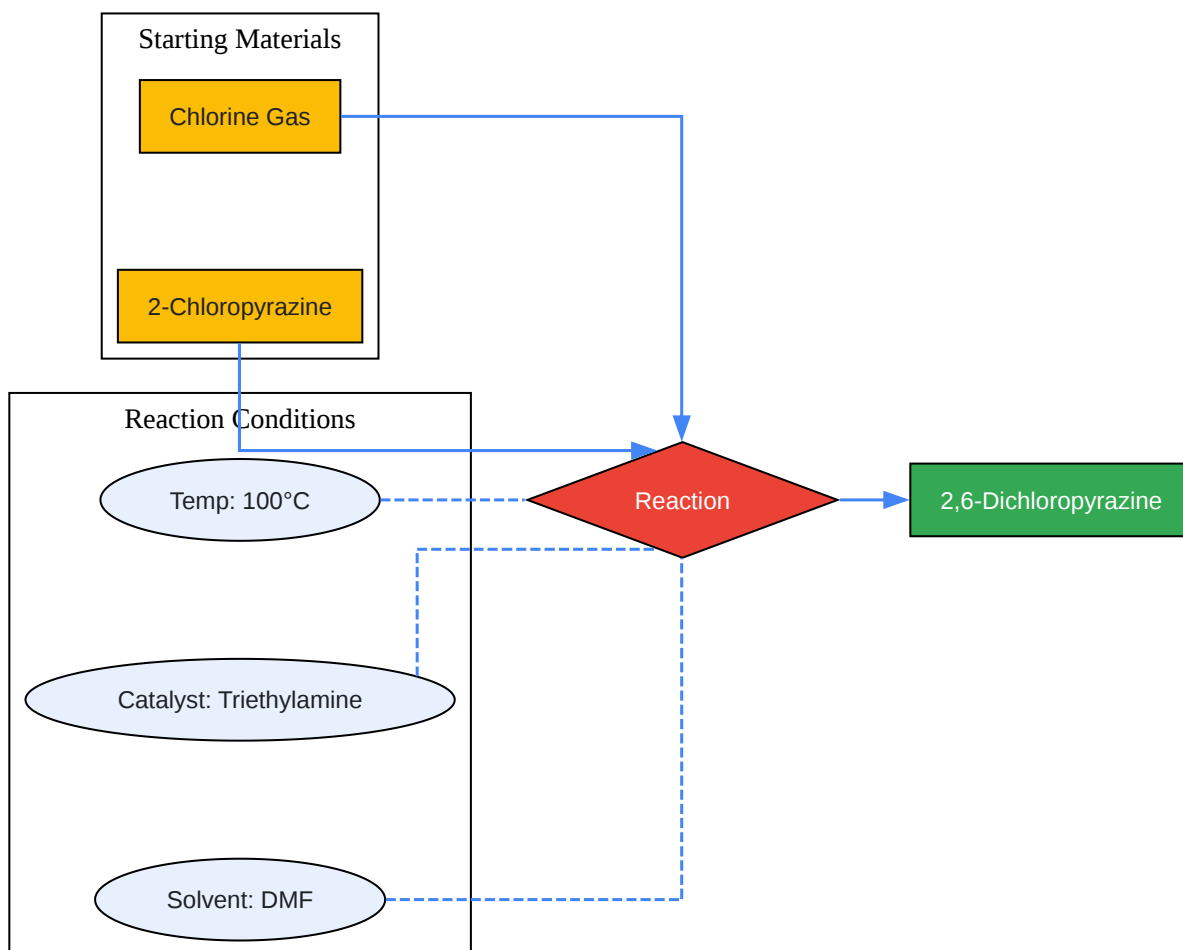 Starting Materials
Chlorine Gas
2-Chloropyrazine
Reaction Conditions
Temp: 100°C
Reaction
2,6-Dichloropyrazine
Catalyst: Triethylamine
Solvent: DMF